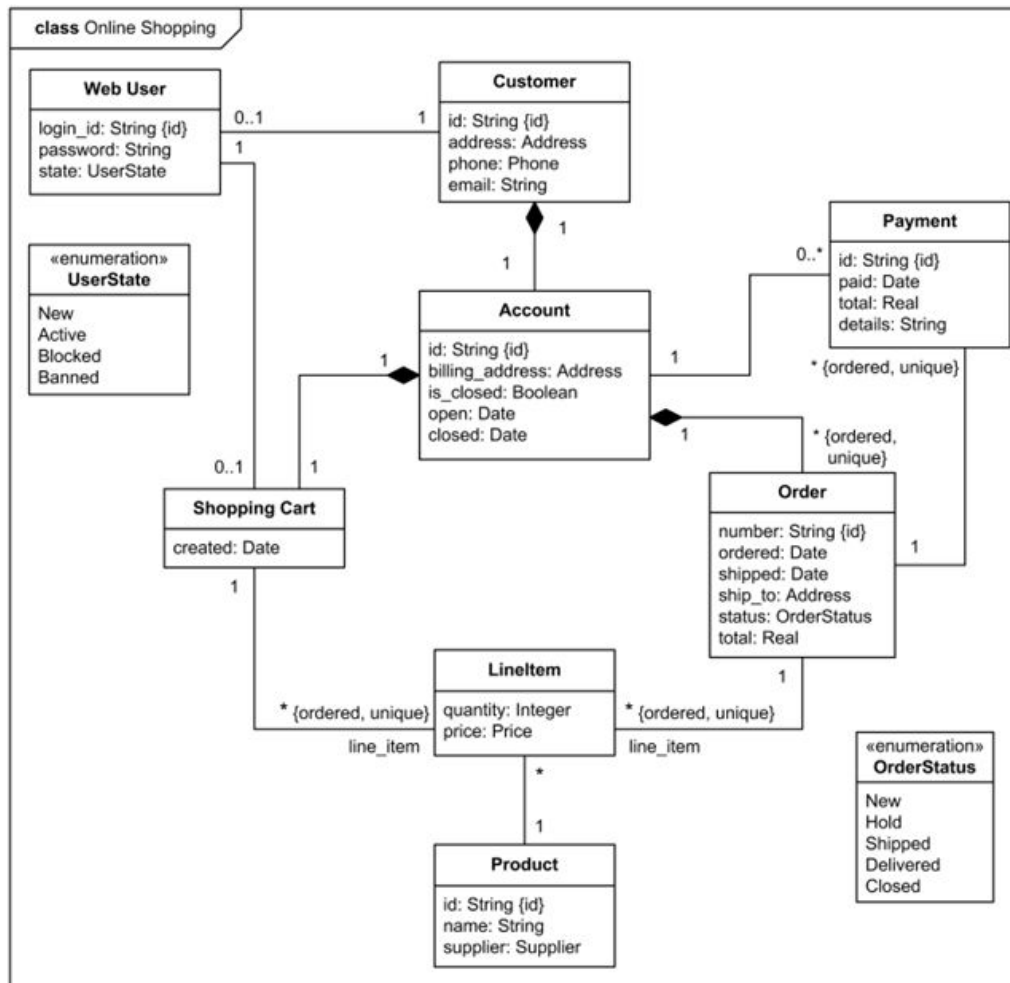 class Online Shopping
Web User
login_id: String {id}
password: String
state: UserState
0..1
1
1
Customer
id: String {id}
address: Address
phone: Phone
email: String
1
1
«enumeration»
UserState
New
Active
Blocked
Banned
Payment
id: String {id}
paid: Date
total: Real
details: String
0..*
1
* {ordered, unique}
Account
id: String {id}
billing_address: Address
is_closed: Boolean
open: Date
closed: Date
1
1
1
* {ordered,
unique}
0..1
Shopping Cart
created: Date
1
Order
number: String {id}
ordered: Date
shipped: Date
ship_to: Address
status: OrderStatus
total: Real
1
1
LineItem
quantity: Integer
price: Price
* {ordered, unique}
line_item
* {ordered, unique}
line_item
*
1
Product
id: String {id}
name: String
supplier: Supplier
«enumeration»
OrderStatus
New
Hold
Shipped
Delivered
Closed